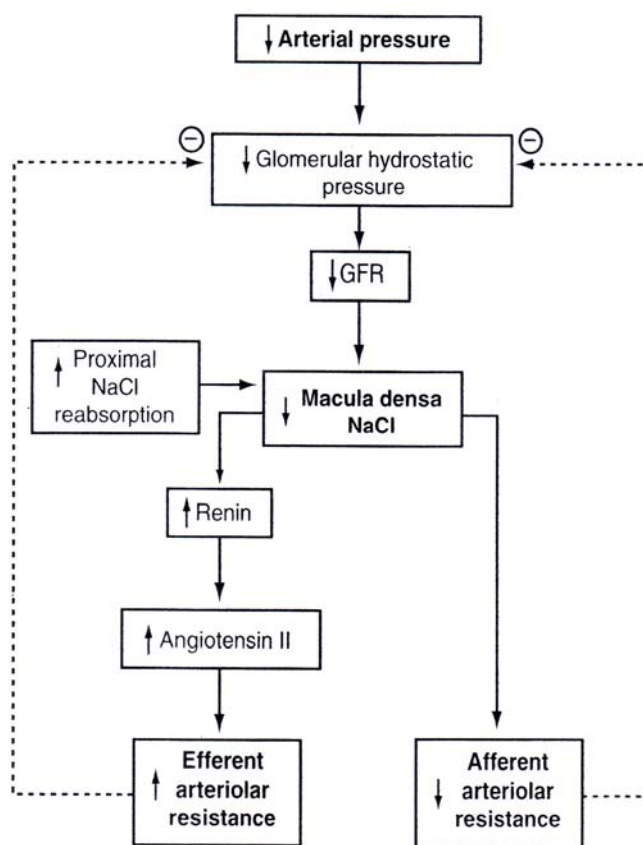 ↓ Arterial pressure
⊖ ⊖
↓ Glomerular hydrostatic
pressure
↓ GFR
↑ Proximal
NaCl
reabsorption
↓ Macula densa
NaCl
↑ Renin
↑ Angiotensin II
↑ Efferent
arteriolar
resistance
↓ Afferent
arteriolar
resistance